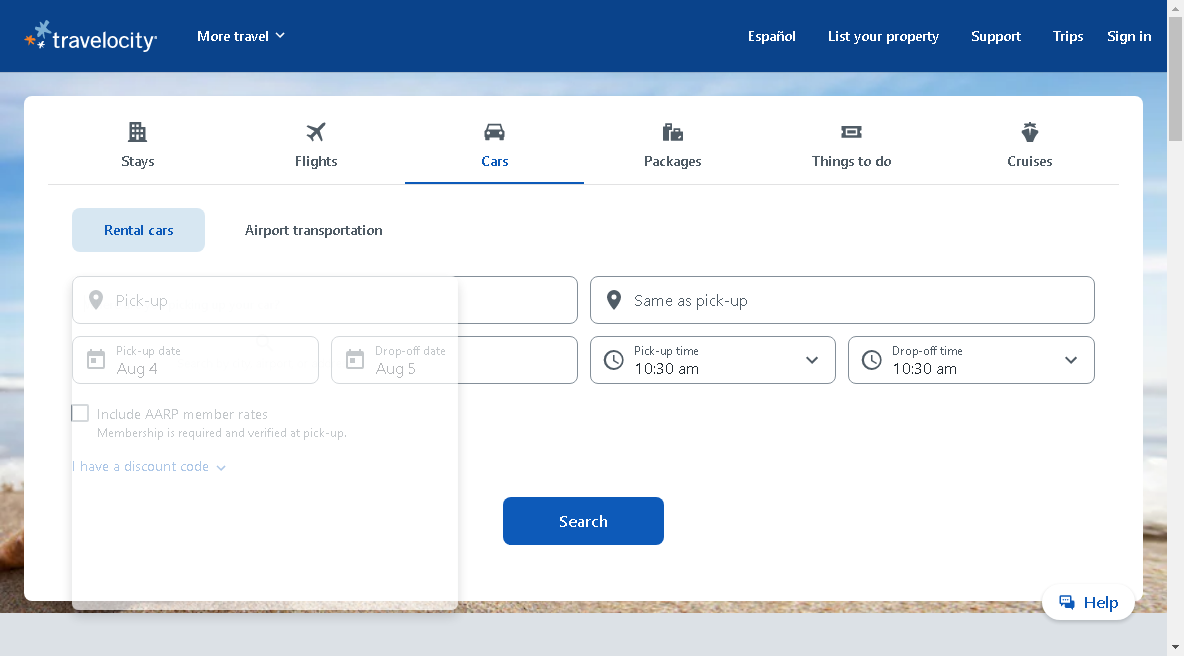 travelocity
More travel
Español
List your property
Support
Trips
Sign in
Stays
Flights
Cars
Packages
Things to do
Cruises
Rental cars
Airport transportation
Pick-up
Same as pick-up
Pick-up date
Aug 4
Drop-off date
Aug 5
Pick-up time
10:30 am
Drop-off time
10:30 am
Include AARP member rates
Membership is required and verified at pick-up.
I have a discount code
Search
Help